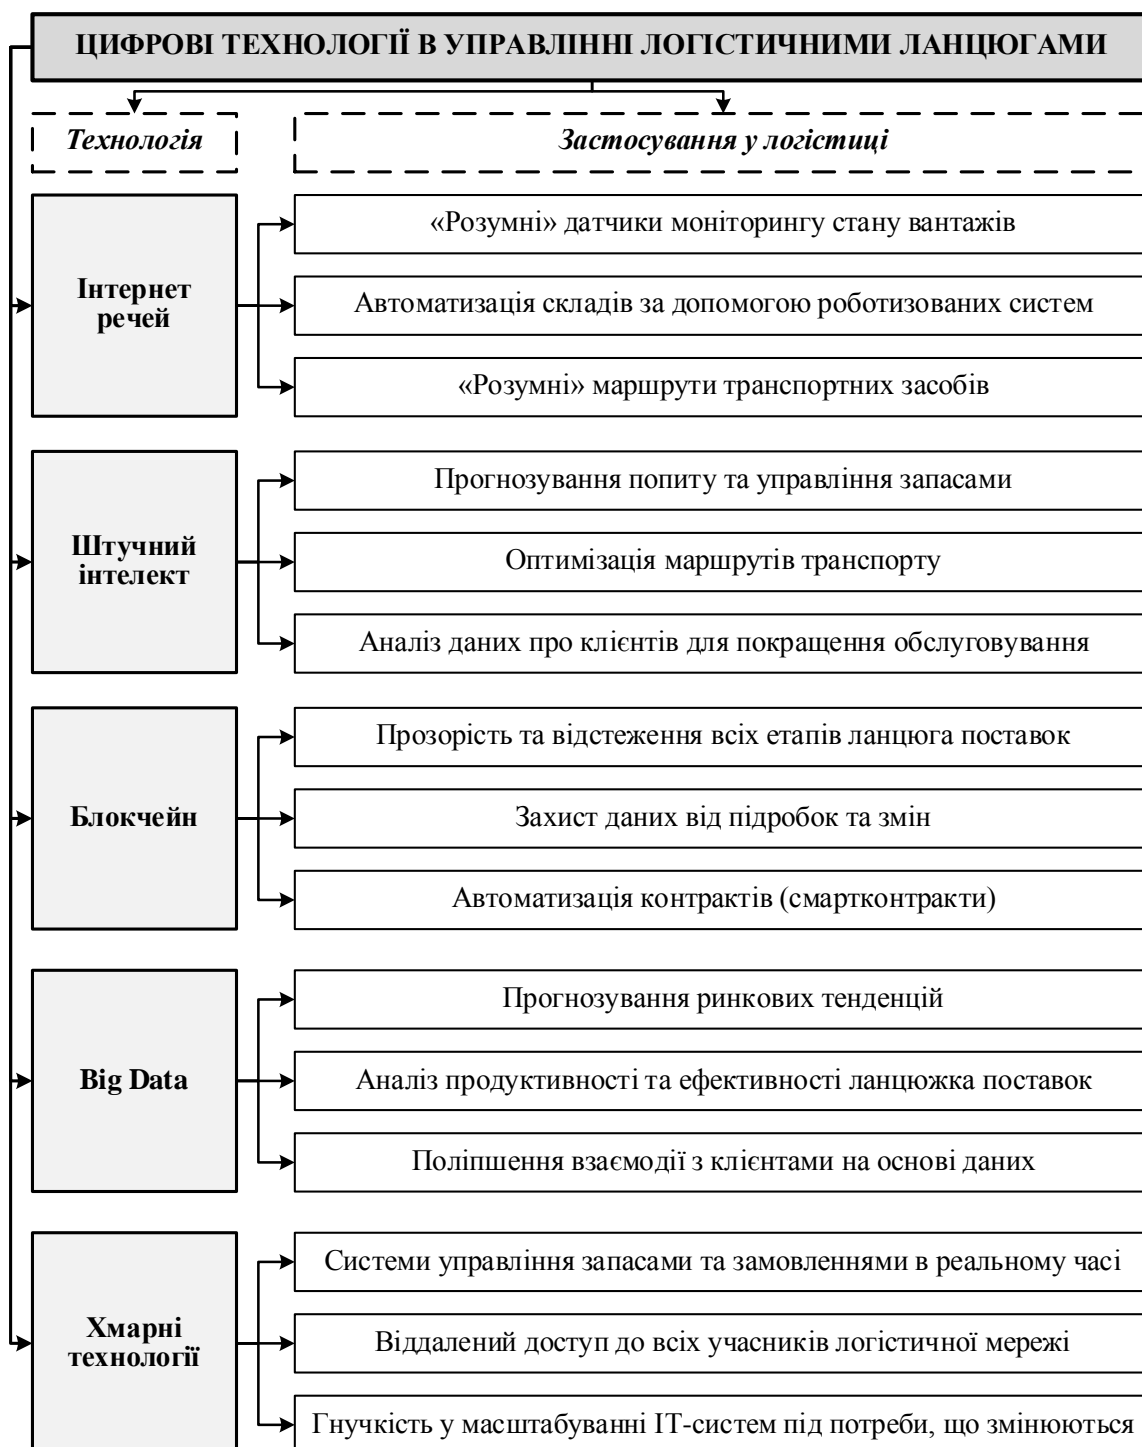 ЦИФРОВІ ТЕХНОЛОГІЇ В УПРАВЛІННІ ЛОГІСТИЧНИМИ ЛАНЦЮГАМИ
Технологія
Застосування у логістиці
Інтернет
речей
«Розумні» датчики моніторингу стану вантажів
Автоматизація складів за допомогою роботизованих систем
«Розумні» маршрути транспортних засобів
Штучний
інтелект
Прогнозування попиту та управління запасами
Оптимізація маршрутів транспорту
Аналіз даних про клієнтів для покращення обслуговування
Блокчейн
Прозорість та відстеження всіх етапів ланцюга поставок
Захист даних від підробок та змін
Автоматизація контрактів (смартконтракти)
Big Data
Прогнозування ринкових тенденцій
Аналіз продуктивності та ефективності ланцюжка поставок
Поліпшення взаємодії з клієнтами на основі даних
Хмарні
технології
Системи управління запасами та замовленнями в реальному часі
Віддалений доступ до всіх учасників логістичної мережі
Гнучкість у масштабуванні ІТ-систем під потреби, що змінюються